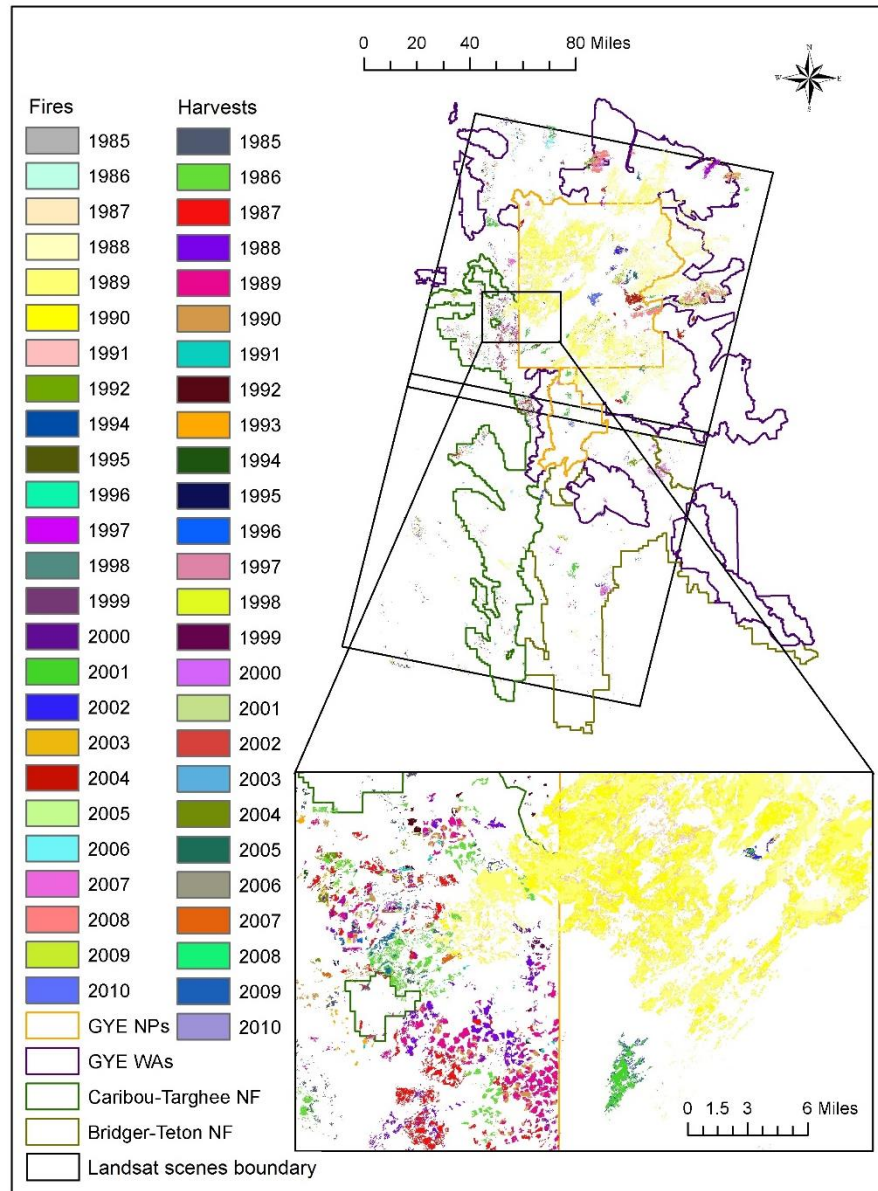 0 20 40 80 Miles
N
W E
S
Fires Harvests
1985 1985
1986 1986
1987 1987
1988 1988
1989 1989
1990 1990
1991 1991
1992 1992
1994 1993
1995 1994
1996 1995
1997 1996
1998 1997
1999 1998
2000 1999
2001 2000
2002 2001
2003 2002
2004 2003
2005 2004
2006 2005
2007 2006
2008 2007
2009 2008
2010 2009
GYE NPs 2010
GYE WAs
Caribou-Targhee NF
Bridger-Teton NF
Landsat scenes boundary
0 1.5 3 6 Miles